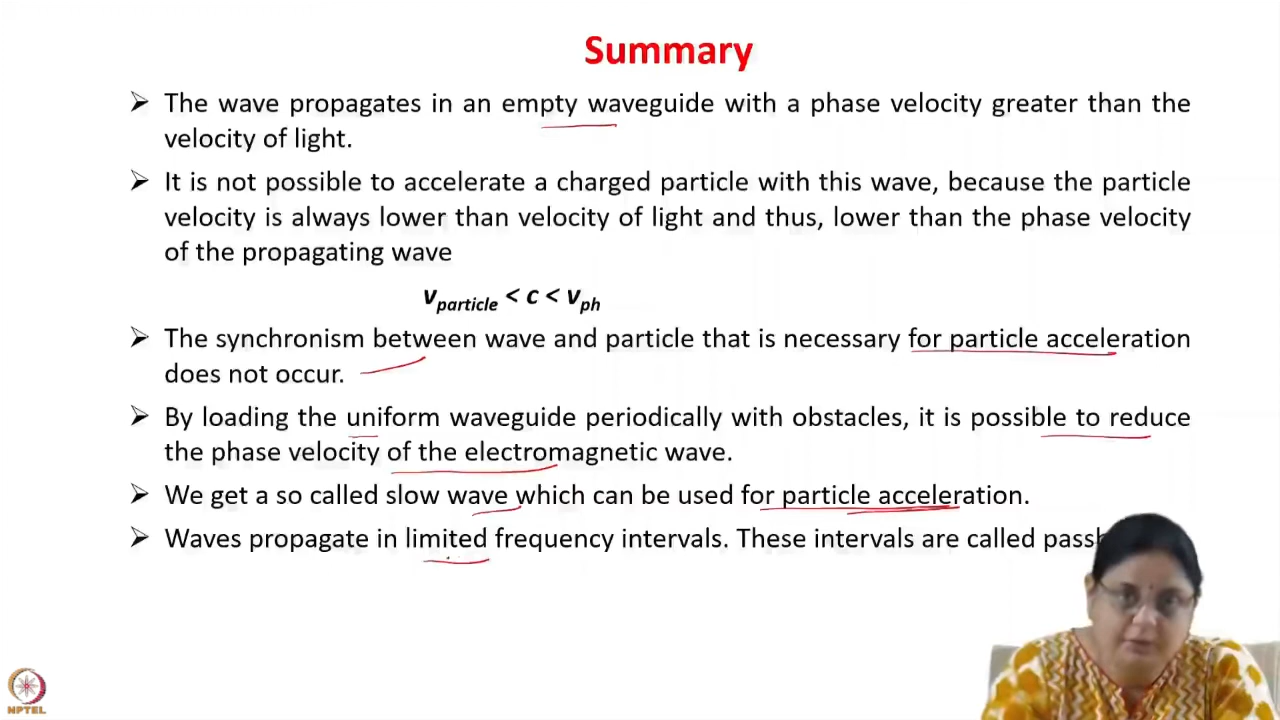 Summary
➢ The wave propagates in an empty waveguide with a phase velocity greater than the
velocity of light.
➢ It is not possible to accelerate a charged particle with this wave, because the particle
velocity is always lower than velocity of light and thus, lower than the phase velocity
of the propagating wave
v_particle < c < v_ph
➢ The synchronism between wave and particle that is necessary for particle acceleration
does not occur.
➢ By loading the uniform waveguide periodically with obstacles, it is possible to reduce
the phase velocity of the electromagnetic wave.
➢ We get a so called slow wave which can be used for particle acceleration.
➢ Waves propagate in limited frequency intervals. These intervals are called
NPTEL